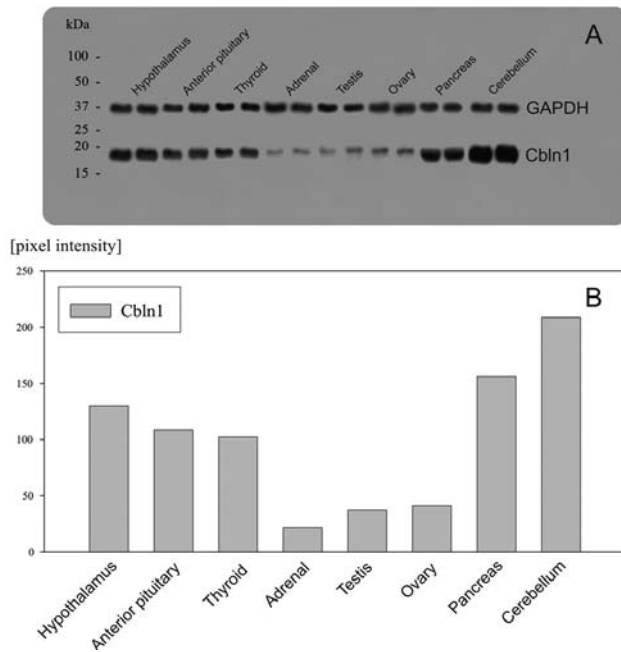 kDa
A
100 -
50 -
37 -
25 -
20 -
15 -
Hypothalamus
Anterior pituitary
Thyroid
Adrenal
Testis
Ovary
Pancreas
Cerebellum
GAPDH
Cbln1
[pixel intensity]
B
Cbln1
250
200
150
100
50
0
Hypothalamus
Anterior pituitary
Thyroid
Adrenal
Testis
Ovary
Pancreas
Cerebellum